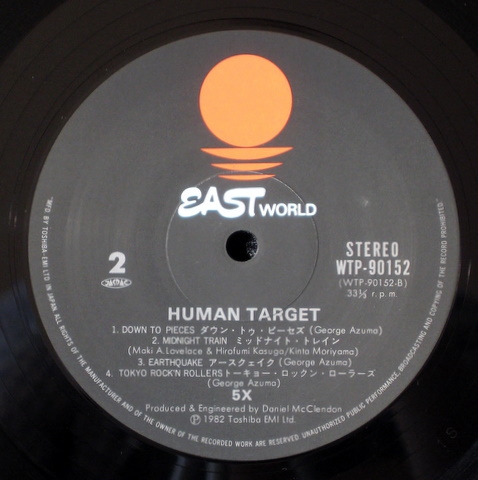 EAST WORLD
2
JASRAC
STEREO
WTP-90152
(WTP-90152-B)
33⅓ r.p.m.
HUMAN TARGET
1. DOWN TO PIECES ダウン・トゥ・ピーセズ (George Azuma)
2. MIDNIGHT TRAIN ミッドナイト・トレイン
(Maki A.Lovelace & Hirofumi Kasuga/Kinta Moriyama)
3. EARTHQUAKE アースクェイク (George Azuma)
4. TOKYO ROCK'N ROLLERS トーキョー・ロックン・ローラーズ
(George Azuma)
5X
Produced & Engineered by Daniel McClendon
Ⓟ1982 Toshiba EMI Ltd.
MF'D BY TOSHIBA-EMI LTD IN JAPAN ALL RIGHTS OF THE MANUFACTURER AND OF THE OWNER OF THE RECORDED WORK ARE RESERVED UNAUTHORIZED PUBLIC PERFORMANCE, BROADCASTING AND COPYING OF THE RECORD PROHIBITED